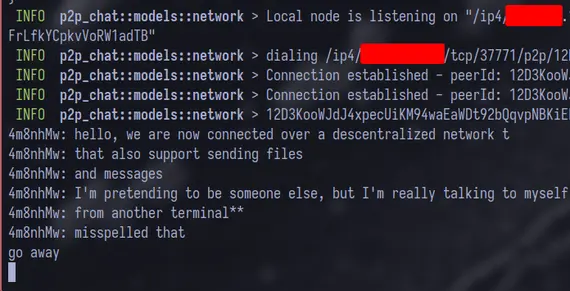 INFO p2p_chat::models::network > Local node is listening on "/ip4/
FrLfkYCpkvVoRW1adTB"
INFO p2p_chat::models::network > dialing /ip4/ /tcp/37771/p2p/12
INFO p2p_chat::models::network > Connection established - peerId: 12D3KooW
INFO p2p_chat::models::network > Connection established - peerId: 12D3KooW
INFO p2p_chat::models::network > 12D3KooWJdJ4xpecUiKM94waEaWDt92bQqvpNBKiE
4m8nhMw: hello, we are now connected over a descentralized network t
4m8nhMw: that also support sending files
4m8nhMw: and messages
4m8nhMw: I'm pretending to be someone else, but I'm really talking to myself
4m8nhMw: from another terminal**
4m8nhMw: misspelled that
go away